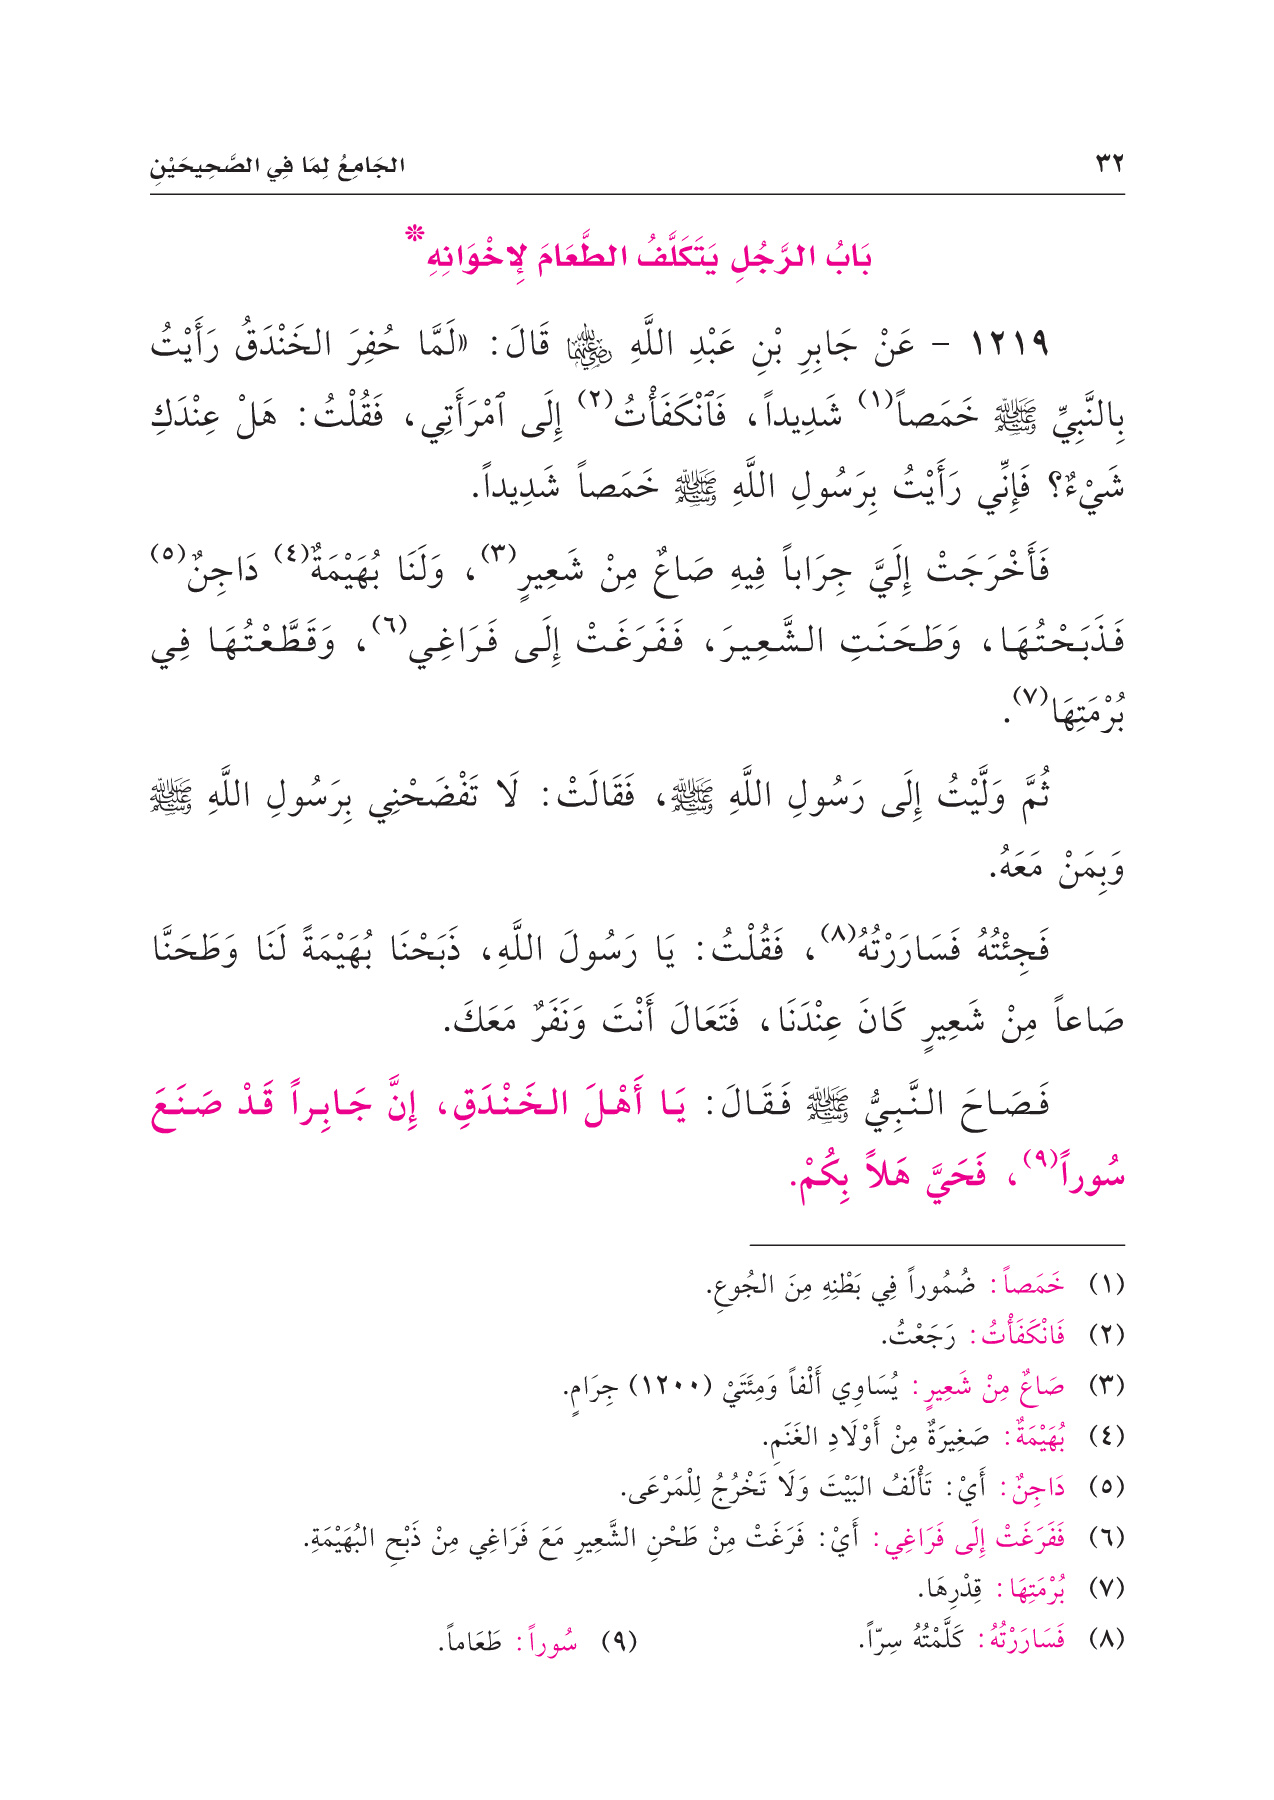 ٣٢ الجَامِعُ لِمَا فِي الصَّحِيحَيْنِ
بَابُ الرَّجُلِ يَتَكَلَّفُ الطَّعَامَ لِإِخْوَانِهِ*
١٢١٩ – عَنْ جَابِرِ بْنِ عَبْدِ اللَّهِ ﵄ قَالَ: «لَمَّا حُفِرَ الخَنْدَقُ رَأَيْتُ
بِالنَّبِيِّ ﷺ خَمَصاً(١) شَدِيداً، فَٱنْكَفَأْتُ(٢) إِلَى ٱمْرَأَتِي، فَقُلْتُ: هَلْ عِنْدَكِ
شَيْءٌ؟ فَإِنِّي رَأَيْتُ بِرَسُولِ اللَّهِ ﷺ خَمَصاً شَدِيداً.
فَأَخْرَجَتْ إِلَيَّ جِرَاباً فِيهِ صَاعٌ مِنْ شَعِيرٍ(٣)، وَلَنَا بُهَيْمَةٌ(٤) دَاجِنٌ(٥)
فَذَبَحْتُهَا، وَطَحَنَتِ الشَّعِيرَ، فَفَرَغَتْ إِلَى فَرَاغِي(٦)، وَقَطَّعْتُهَا فِي
بُرْمَتِهَا(٧).
ثُمَّ وَلَّيْتُ إِلَى رَسُولِ اللَّهِ ﷺ، فَقَالَتْ: لَا تَفْضَحْنِي بِرَسُولِ اللَّهِ ﷺ
وَبِمَنْ مَعَهُ.
فَجِئْتُهُ فَسَارَرْتُهُ(٨)، فَقُلْتُ: يَا رَسُولَ اللَّهِ، ذَبَحْنَا بُهَيْمَةً لَنَا وَطَحَنَّا
صَاعاً مِنْ شَعِيرٍ كَانَ عِنْدَنَا، فَتَعَالَ أَنْتَ وَنَفَرٌ مَعَكَ.
فَصَاحَ النَّبِيُّ ﷺ فَقَالَ: يَا أَهْلَ الخَنْدَقِ، إِنَّ جَابِراً قَدْ صَنَعَ
سُوراً(٩)، فَحَيَّ هَلاً بِكُمْ.
(١) خَمَصاً: ضُمُوراً فِي بَطْنِهِ مِنَ الجُوعِ.
(٢) فَانْكَفَأْتُ: رَجَعْتُ.
(٣) صَاعٌ مِنْ شَعِيرٍ: يُسَاوِي أَلْفاً وَمِئَتَيْ (١٢٠٠) جِرَامٍ.
(٤) بُهَيْمَةٌ: صَغِيرَةٌ مِنْ أَوْلَادِ الغَنَمِ.
(٥) دَاجِنٌ: أَيْ: تَأْلَفُ البَيْتَ وَلَا تَخْرُجُ لِلْمَرْعَى.
(٦) فَفَرَغَتْ إِلَى فَرَاغِي: أَيْ: فَرَغَتْ مِنْ طَحْنِ الشَّعِيرِ مَعَ فَرَاغِي مِنْ ذَبْحِ البُهَيْمَةِ.
(٧) بُرْمَتِهَا: قِدْرِهَا.
(٨) فَسَارَرْتُهُ: كَلَّمْتُهُ سِرّاً. (٩) سُوراً: طَعَاماً.